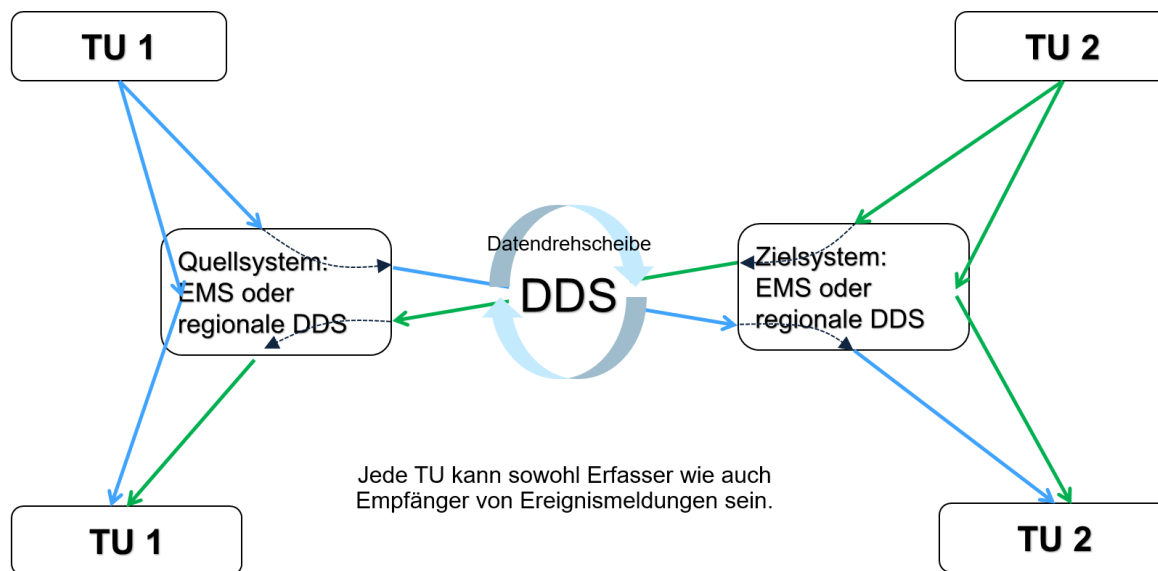 TU 1
TU 2
Quellsystem:
EMS oder
regionale DDS
Datendrehscheibe
DDS
Zielsystem:
EMS oder
regionale DDS
Jede TU kann sowohl Erfasser wie auch
Empfänger von Ereignismeldungen sein.
TU 1
TU 2